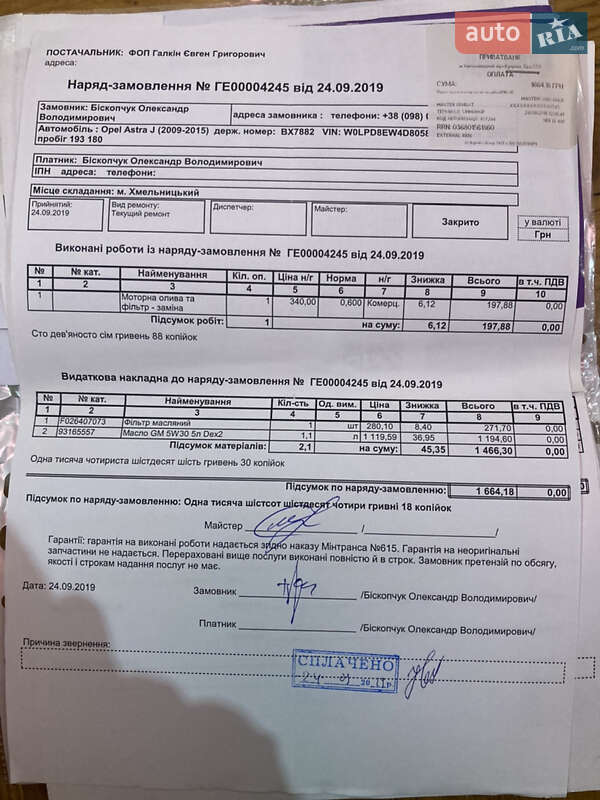 auto RIA .com
ПОСТАЧАЛЬНИК: ФОП Галкін Євген Григорович
адреса:
ПРИВАТБАНК
ОПЛАТА
СУМА: 1664,18 ГРН
RRN: 036801561660
Наряд-замовлення № ГЕ00004245 від 24.09.2019
Замовник: Біскопчук Олександр Володимирович
адреса замовника : телефони: +38 (098)
Автомобіль : Opel Astra J (2009-2015) держ. номер: BX7882 VIN: W0LPD8EW4D8058
пробіг 193 180
Платник: Біскопчук Олександр Володимирович
ІПН адреса: телефони:
Місце складання: м. Хмельницький
Прийнятий: 24.09.2019
Вид ремонту: Текущий ремонт
Диспетчер:
Майстер:
Закрито
у валюті
Грн
Виконані роботи із наряду-замовлення № ГЕ00004245 від 24.09.2019
№ № кат. Найменування Кіл. оп. Ціна н/г Норма н/г Знижка Всього в т.ч. ПДВ
1 2 3 4 5 6 7 8 9 10
1 Моторна олива та фільтр - заміна 1 340,00 0,600 Комерц. 6,12 197,88 0,00
Підсумок робіт: 1 на суму: 6,12 197,88 0,00
Сто дев'яносто сім гривень 88 копійок
Видаткова накладна до наряду-замовлення № ГЕ00004245 від 24.09.2019
№ № кат. Найменування Кіл-сть Од. вим. Ціна Знижка Всього в т.ч. ПДВ
1 2 3 4 5 6 7 8 9
1 F026407073 Фільтр масляний 1 шт 280,10 8,40 271,70 0,00
2 93165557 Масло GM 5W30 5л Dex2 1,1 л 1 119,59 36,95 1 194,60 0,00
Підсумок матеріалів: 2,1 на суму: 45,35 1 466,30 0,00
Одна тисяча чотириста шістдесят шість гривень 30 копійок
Підсумок по наряду-замовленню: 1 664,18 0,00
Підсумок по наряду-замовленню: Одна тисяча шістсот шістдесят чотири гривні 18 копійок
Майстер / /
Гарантії: гарантія на виконані роботи надається згідно наказу Мінтранса №615. Гарантія на неоригінальні
запчастини не надається. Перераховані вище послуги виконані повністю й в строк. Замовник претензій по обсягу,
якості і строкам надання послуг не має.
Дата: 24.09.2019
Замовник /Біскопчук Олександр Володимирович/
Платник /Біскопчук Олександр Володимирович/
Причина звернення:
СПЛАЧЕНО